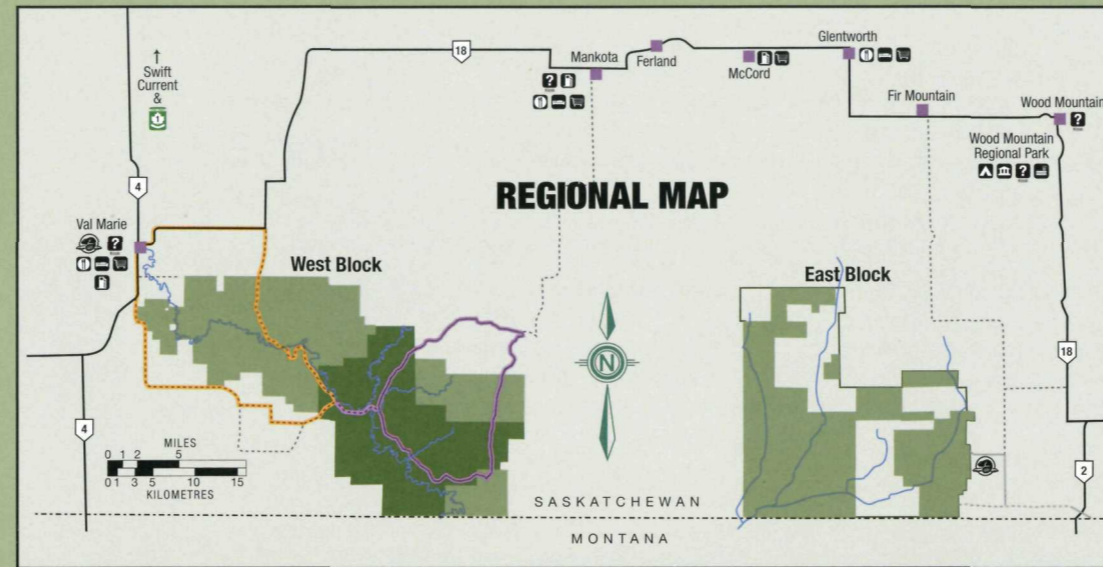 Swift
Current
&
1
4
Val Marie
?
18
Mankota
?
Ferland
McCord
Glentworth
Fir Mountain
Wood Mountain
?
Wood Mountain
Regional Park
?
REGIONAL MAP
West Block
East Block
N
18
4
2
MILES
0 1 2 5
0 1 3 5 10 15
KILOMETRES
SASKATCHEWAN
MONTANA